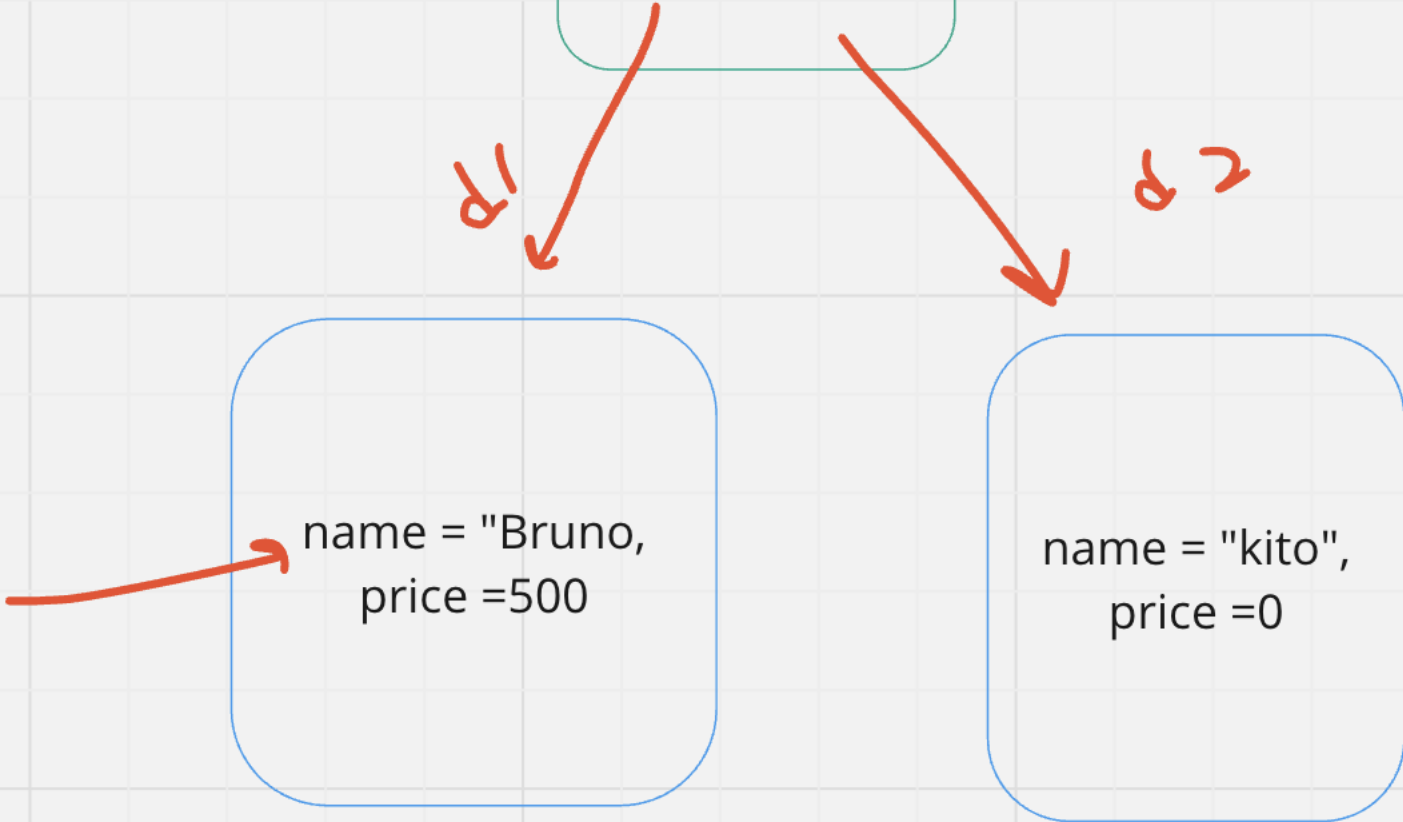 d1
d2
name = "Bruno,
price =500
name = "kito",
price =0